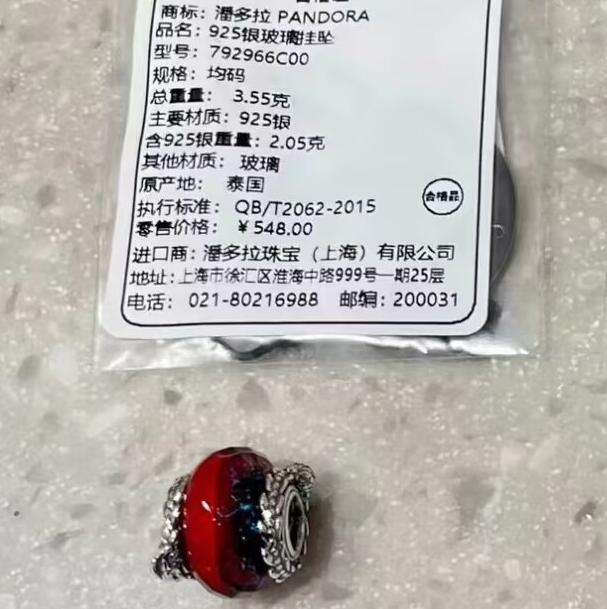 商标：潘多拉 PANDORA
品名：925银玻璃挂坠
型号：792966C00
规格：均码
总重量： 3.55克
主要材质：925银
含925银重量：2.05克
其他材质： 玻璃
原产地： 泰国
合格品
执行标准： QB/T2062-2015
零售价格： ￥548.00
进口商：潘多拉珠宝（上海）有限公司
地址：上海市徐汇区淮海中路999号一期25层
电话： 021-80216988 邮编：200031